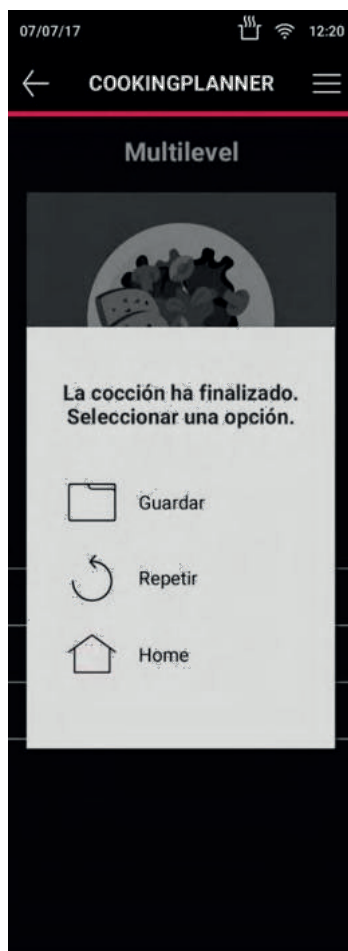 07/07/17 12:20
COOKINGPLANNER
Multilevel
La cocción ha finalizado.
Seleccionar una opción.
Guardar
Repetir
Home